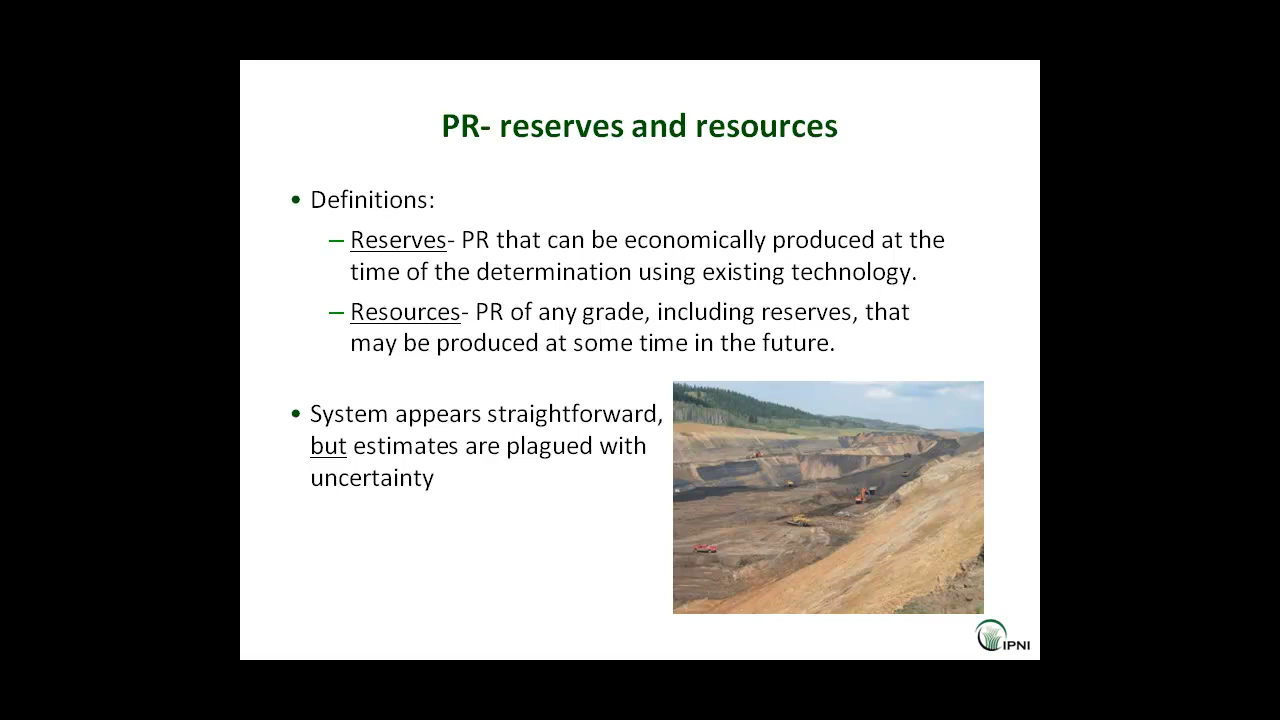 PR- reserves and resources
• Definitions:
– Reserves- PR that can be economically produced at the
time of the determination using existing technology.
– Resources- PR of any grade, including reserves, that
may be produced at some time in the future.
• System appears straightforward,
but estimates are plagued with
uncertainty
IPNI